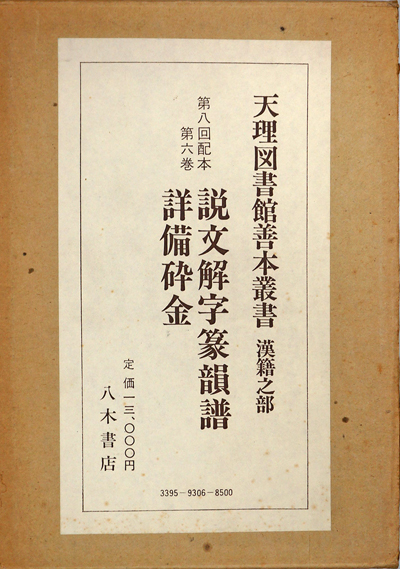 天理図書館善本叢書 漢籍之部
第八回配本
第六巻
説文解字篆韻譜
詳備砕金
定価一三、〇〇〇円
八木書店
3395-9306-8500